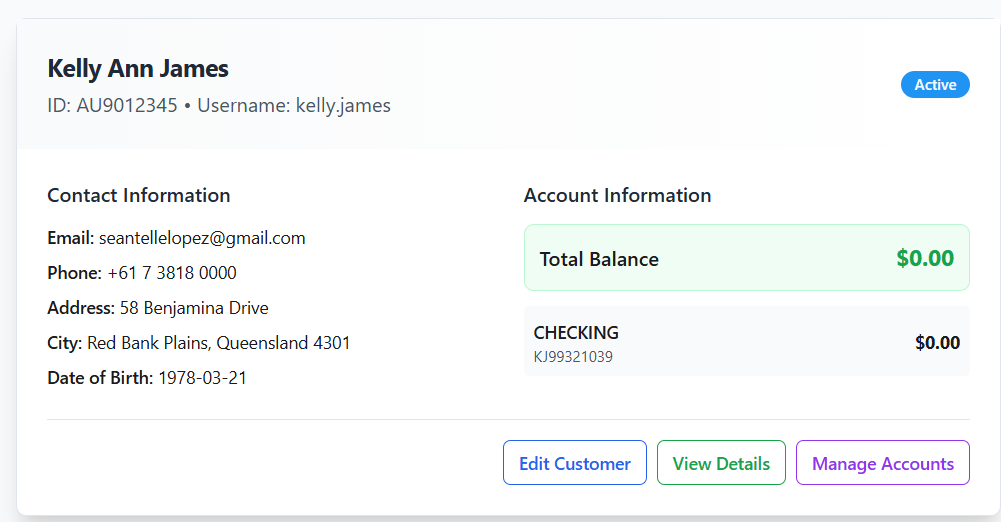 Kelly Ann James
ID: AU9012345 • Username: kelly.james
Active
Contact Information
Email: seantellelopez@gmail.com
Phone: +61 7 3818 0000
Address: 58 Benjamina Drive
City: Red Bank Plains, Queensland 4301
Date of Birth: 1978-03-21
Account Information
Total Balance $0.00
CHECKING
KJ99321039
$0.00
Edit Customer View Details Manage Accounts